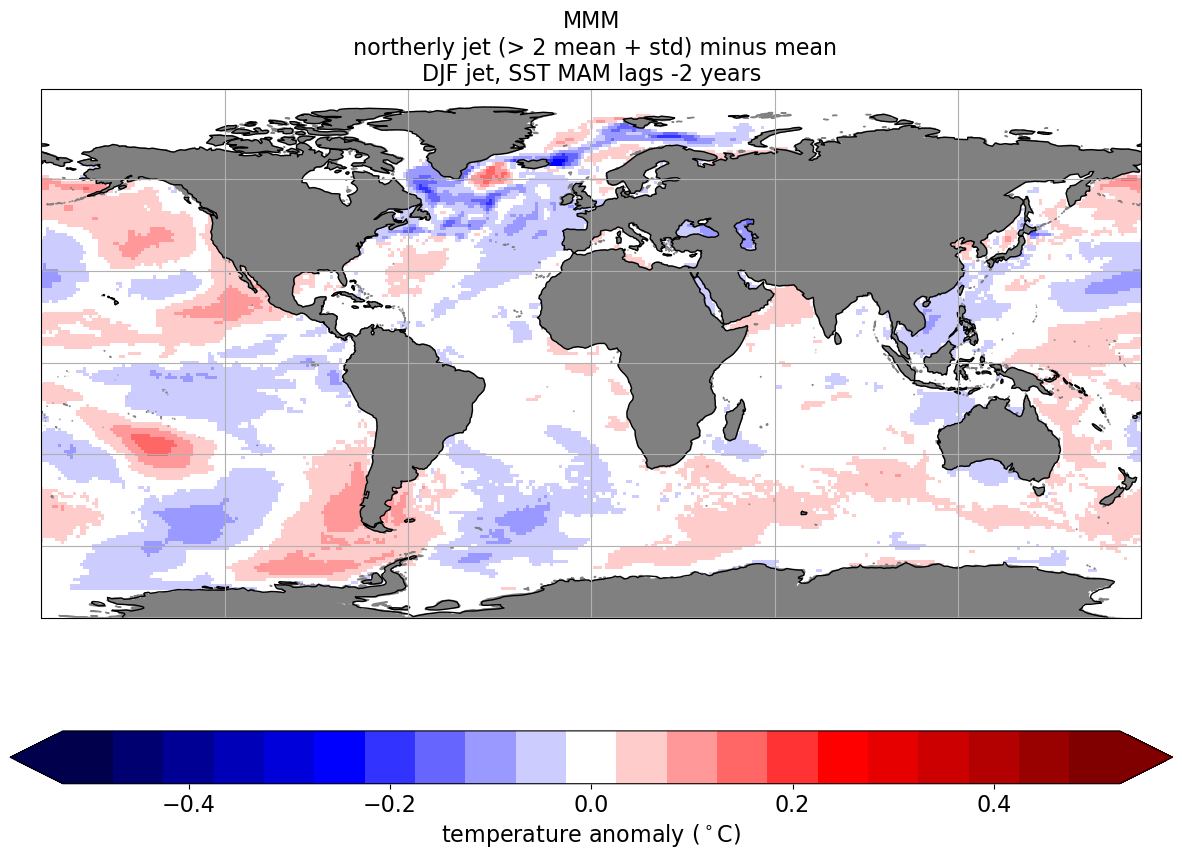 MMM
northerly jet (> 2 mean + std) minus mean
DJF jet, SST MAM lags -2 years
−0.4 −0.2 0.0 0.2 0.4
temperature anomaly (°C)